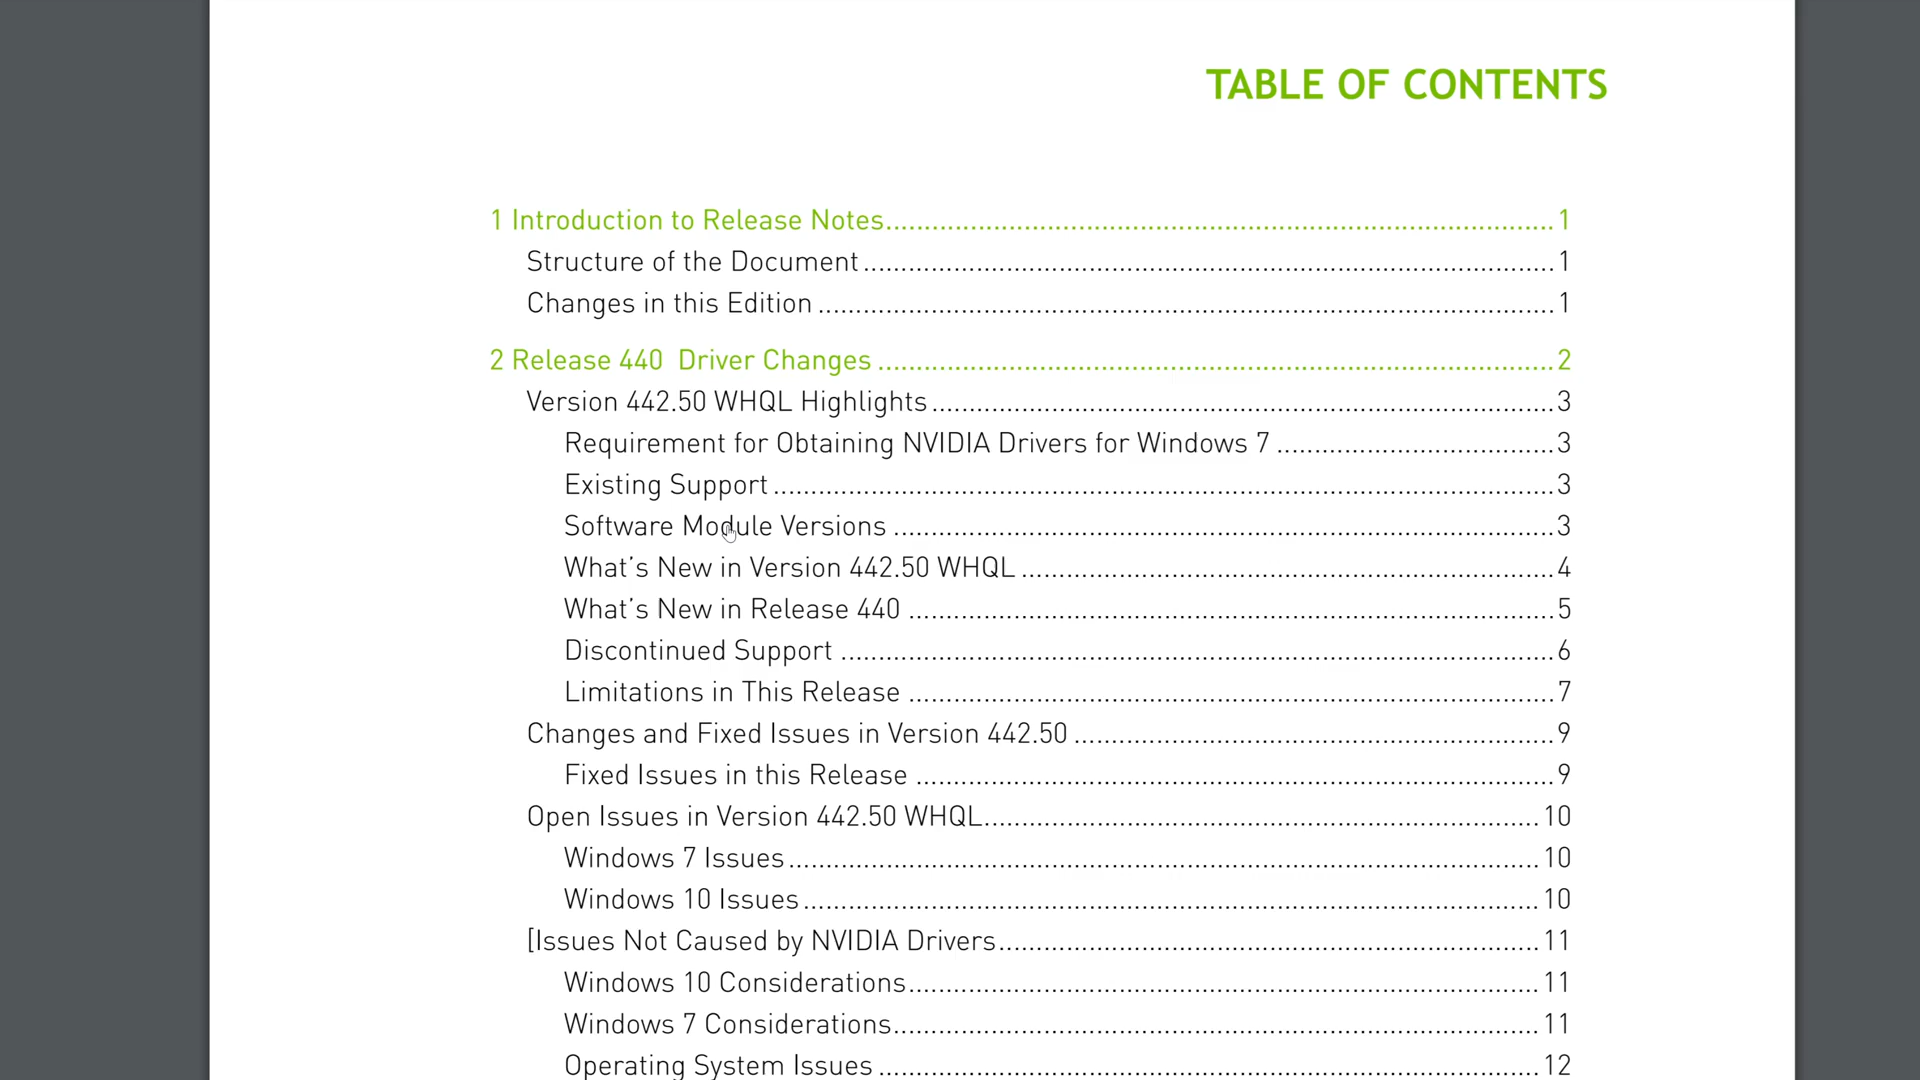 TABLE OF CONTENTS
1 Introduction to Release Notes........................................................................................1
Structure of the Document...........................................................................................1
Changes in this Edition.................................................................................................1
2 Release 440 Driver Changes.........................................................................................2
Version 442.50 WHQL Highlights..................................................................................3
Requirement for Obtaining NVIDIA Drivers for Windows 7.....................................3
Existing Support........................................................................................................3
Software Module Versions........................................................................................3
What's New in Version 442.50 WHQL.......................................................................4
What's New in Release 440......................................................................................5
Discontinued Support...............................................................................................6
Limitations in This Release......................................................................................7
Changes and Fixed Issues in Version 442.50................................................................9
Fixed Issues in this Release.....................................................................................9
Open Issues in Version 442.50 WHQL.........................................................................10
Windows 7 Issues...................................................................................................10
Windows 10 Issues.................................................................................................10
[Issues Not Caused by NVIDIA Drivers.......................................................................11
Windows 10 Considerations...................................................................................11
Windows 7 Considerations.....................................................................................11
Operating System Issues........................................................................................12